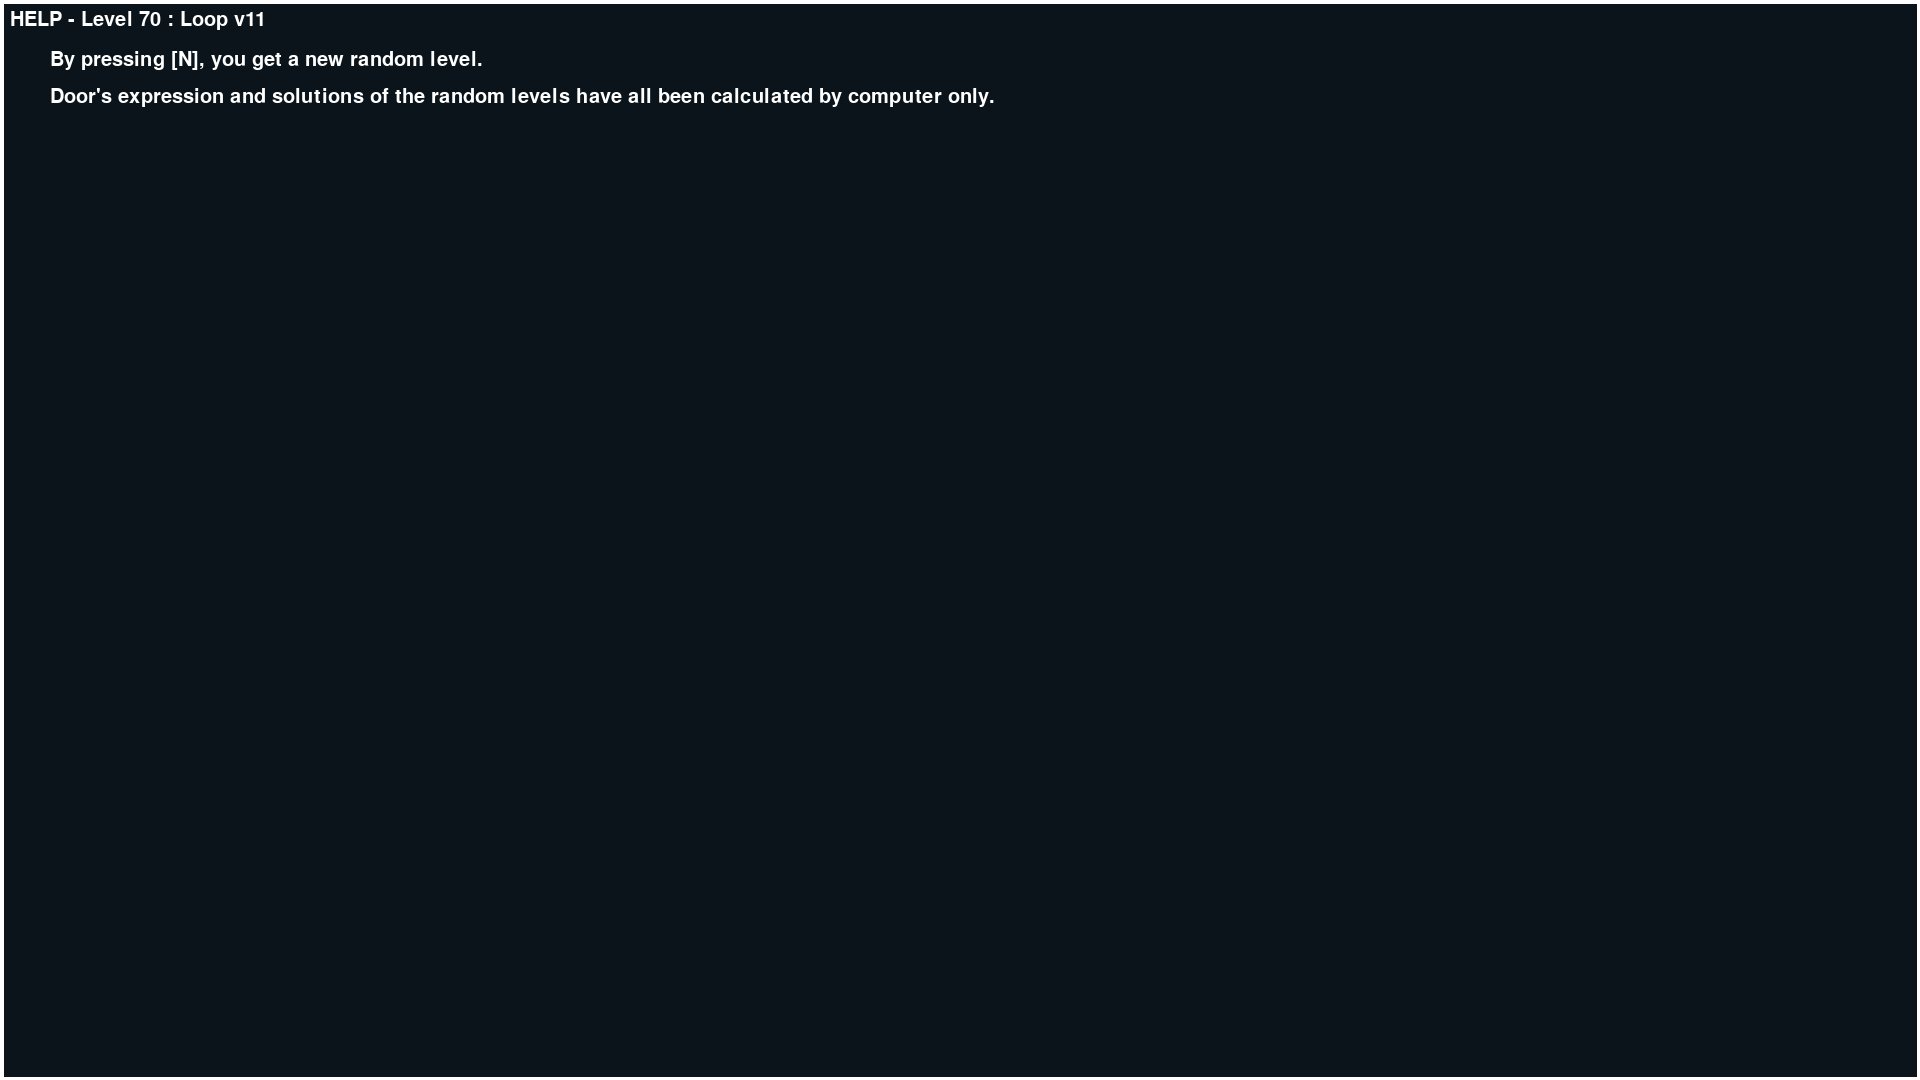 HELP - Level 70 : Loop v11
By pressing [N], you get a new random level.
Door's expression and solutions of the random levels have all been calculated by computer only.